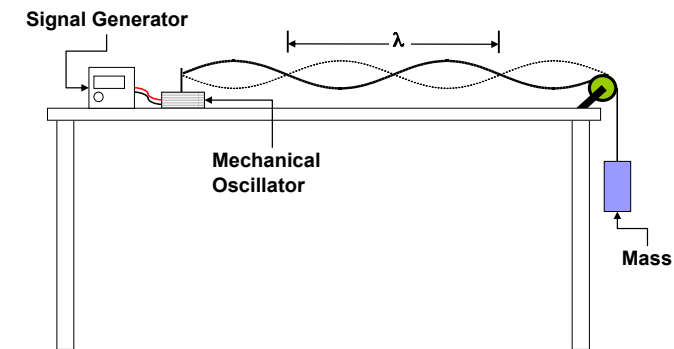 Signal Generator
λ
Mechanical
Oscillator
Mass